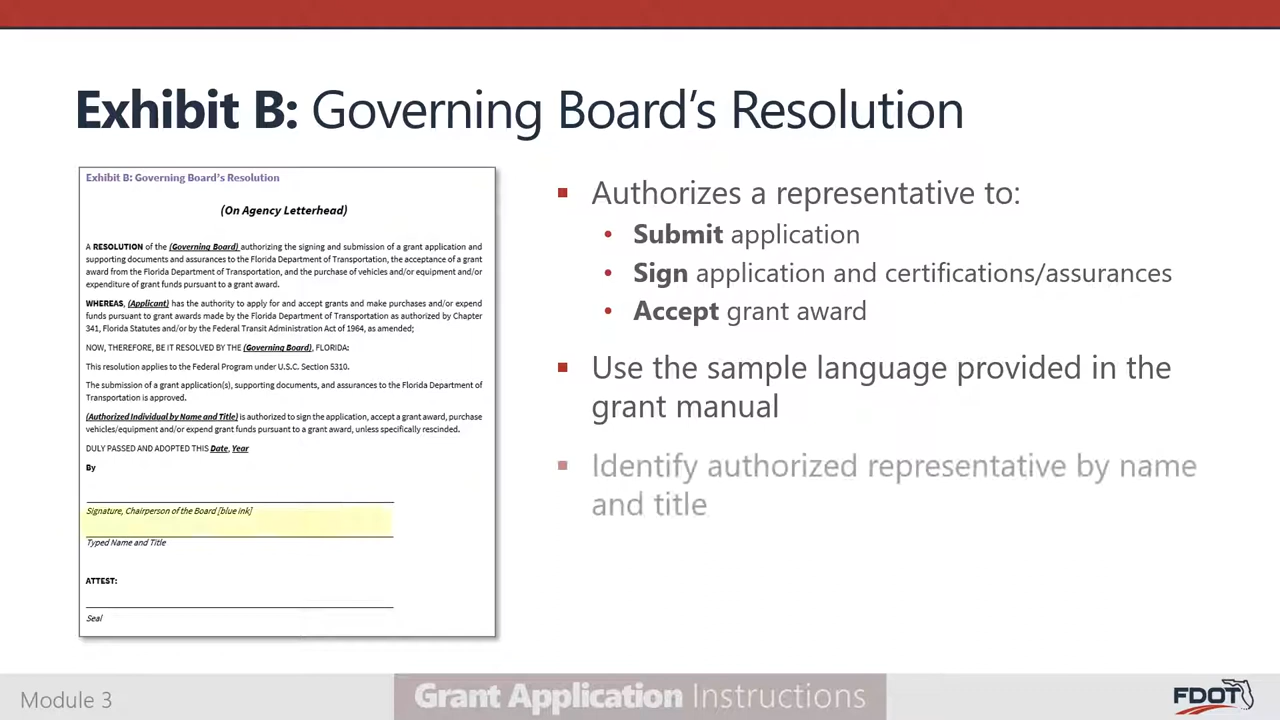 Exhibit B: Governing Board's Resolution
Exhibit B: Governing Board's Resolution
(On Agency Letterhead)
A RESOLUTION of the (Governing Board) authorizing the signing and submission of a grant application and
supporting documents and assurances to the Florida Department of Transportation, the acceptance of a grant
award from the Florida Department of Transportation, and the purchase of vehicles and/or equipment and/or
expenditure of grant funds pursuant to a grant award.
WHEREAS, (Applicant) has the authority to apply for and accept grants and make purchases and/or expend
funds pursuant to grant awards made by the Florida Department of Transportation as authorized by Chapter
341, Florida Statutes and/or by the Federal Transit Administration Act of 1964, as amended;
NOW, THEREFORE, BE IT RESOLVED BY THE (Governing Board), FLORIDA:
This resolution applies to the Federal Program under U.S.C. Section 5310.
The submission of a grant application(s), supporting documents, and assurances to the Florida Department of
Transportation is approved.
(Authorized Individual by Name and Title) is authorized to sign the application, accept a grant award, purchase
vehicles/equipment and/or expend grant funds pursuant to a grant award, unless specifically rescinded.
DULY PASSED AND ADOPTED THIS Date, Year
By
Signature, Chairperson of the Board [blue ink]
Typed Name and Title
ATTEST:
Seal
Authorizes a representative to:
Submit application
Sign application and certifications/assurances
Accept grant award
Use the sample language provided in the
grant manual
Identify authorized representative by name
and title
Module 3
Grant Application Instructions
FDOT